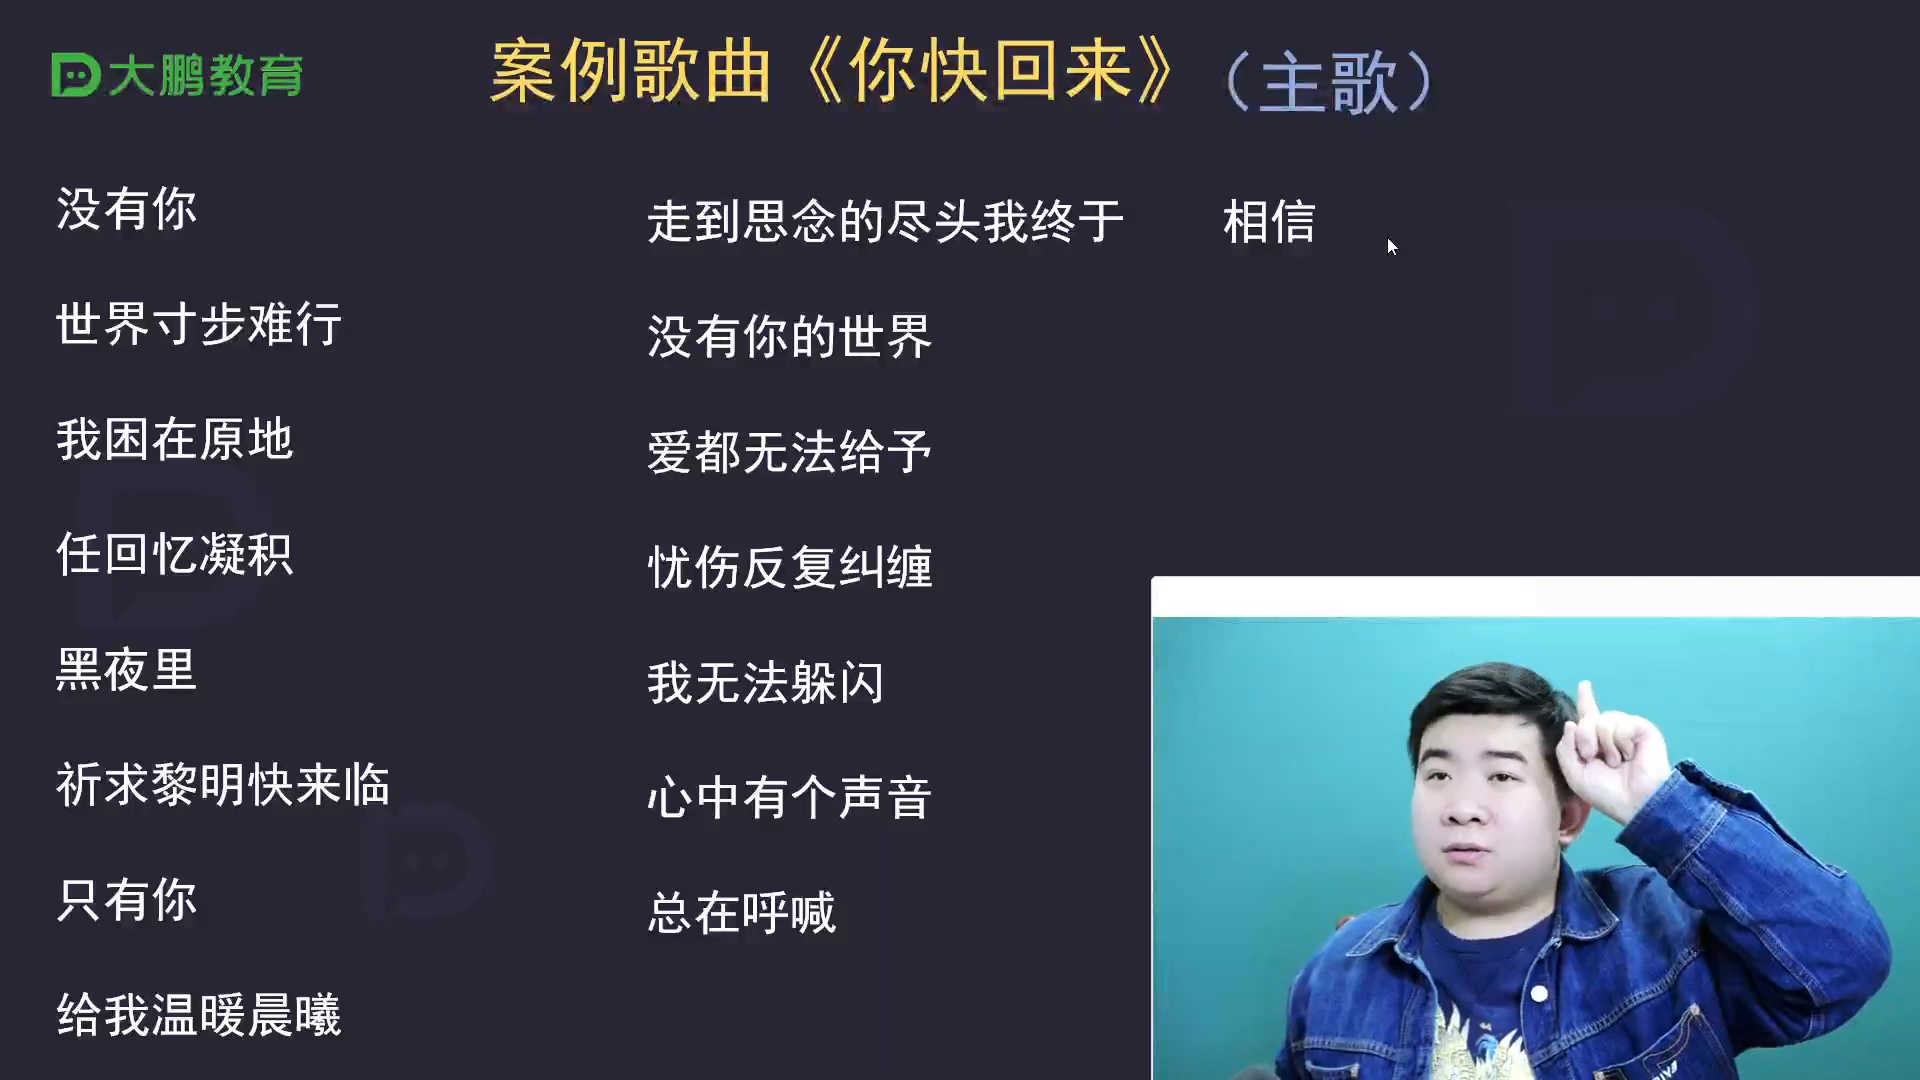 大鹏教育
案例歌曲《你快回来》（主歌）
没有你
世界寸步难行
我困在原地
任回忆凝积
黑夜里
祈求黎明快来临
只有你
给我温暖晨曦
走到思念的尽头我终于 相信
没有你的世界
爱都无法给予
忧伤反复纠缠
我无法躲闪
心中有个声音
总在呼喊